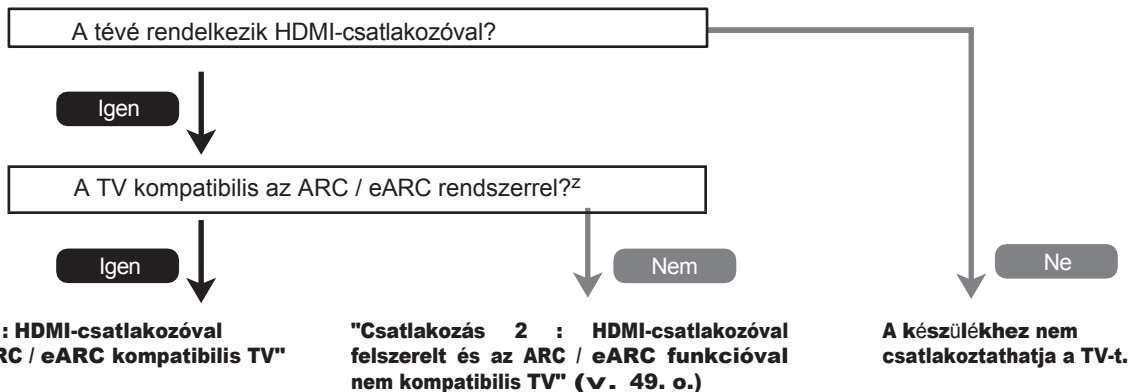 A tévé rendelkezik HDMI-csatlakozóval?
Igen
A TV kompatibilis az ARC / eARC rendszerrel?z
Igen
Nem
Ne
: HDMI-csatlakozóval
RC / eARC kompatibilis TV"
"Csatlakozás 2 : HDMI-csatlakozóval
felszerelt és az ARC / eARC funkcióval
nem kompatibilis TV" (v. 49. o.)
A készülékhez nem
csatlakoztathatja a TV-t.